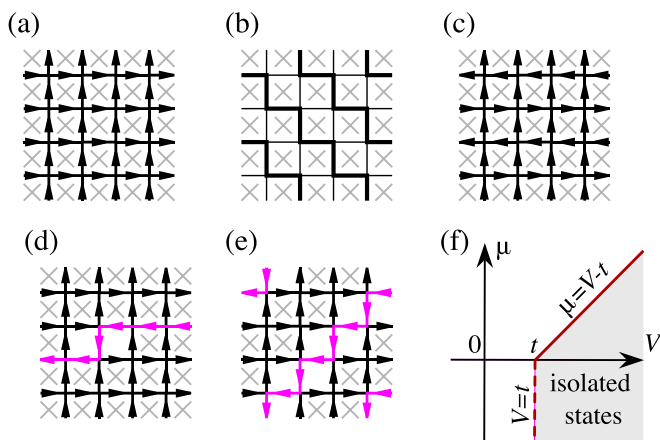 (a)
(b)
(c)
(d)
(e)
(f)
μ
μ=V-t
0
t
V
V=t
isolated
states